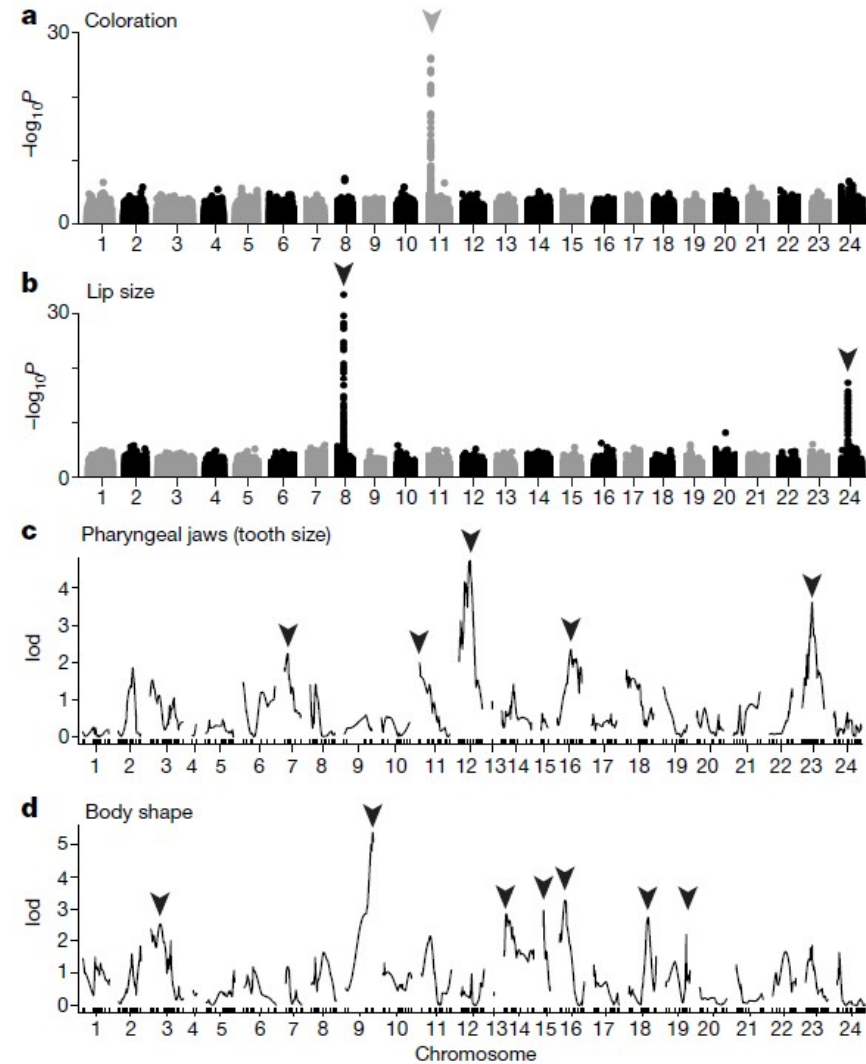 a Coloration
30
−log10P
0
1 2 3 4 5 6 7 8 9 10 11 12 13 14 15 16 17 18 19 20 21 22 23 24
b Lip size
30
−log10P
0
1 2 3 4 5 6 7 8 9 10 11 12 13 14 15 16 17 18 19 20 21 22 23 24
c Pharyngeal jaws (tooth size)
4
3
lod
2
1
0
1 2 3 4 5 6 7 8 9 10 11 12 13 14 15 16 17 18 19 20 21 22 23 24
d Body shape
5
4
3
lod
2
1
0
1 2 3 4 5 6 7 8 9 10 11 12 13 14 15 16 17 18 19 20 21 22 23 24
Chromosome